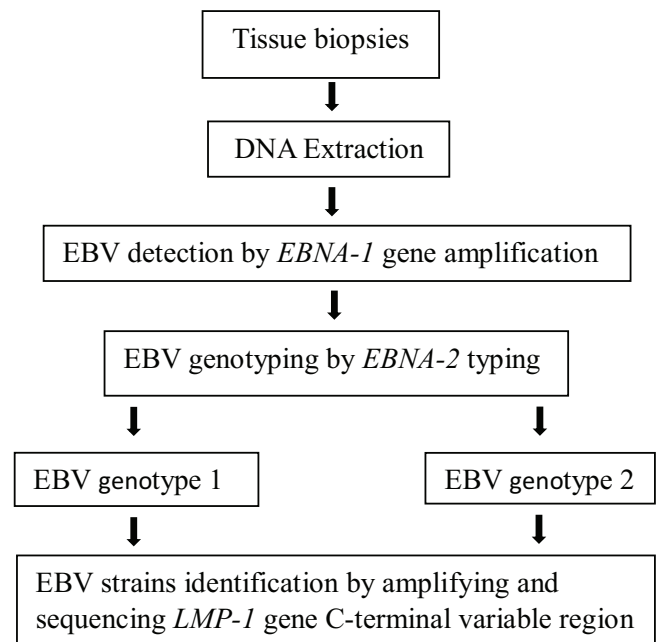 Tissue biopsies
DNA Extraction
EBV detection by EBNA-1 gene amplification
EBV genotyping by EBNA-2 typing
EBV genotype 1
EBV genotype 2
EBV strains identification by amplifying and
sequencing LMP-1 gene C-terminal variable region